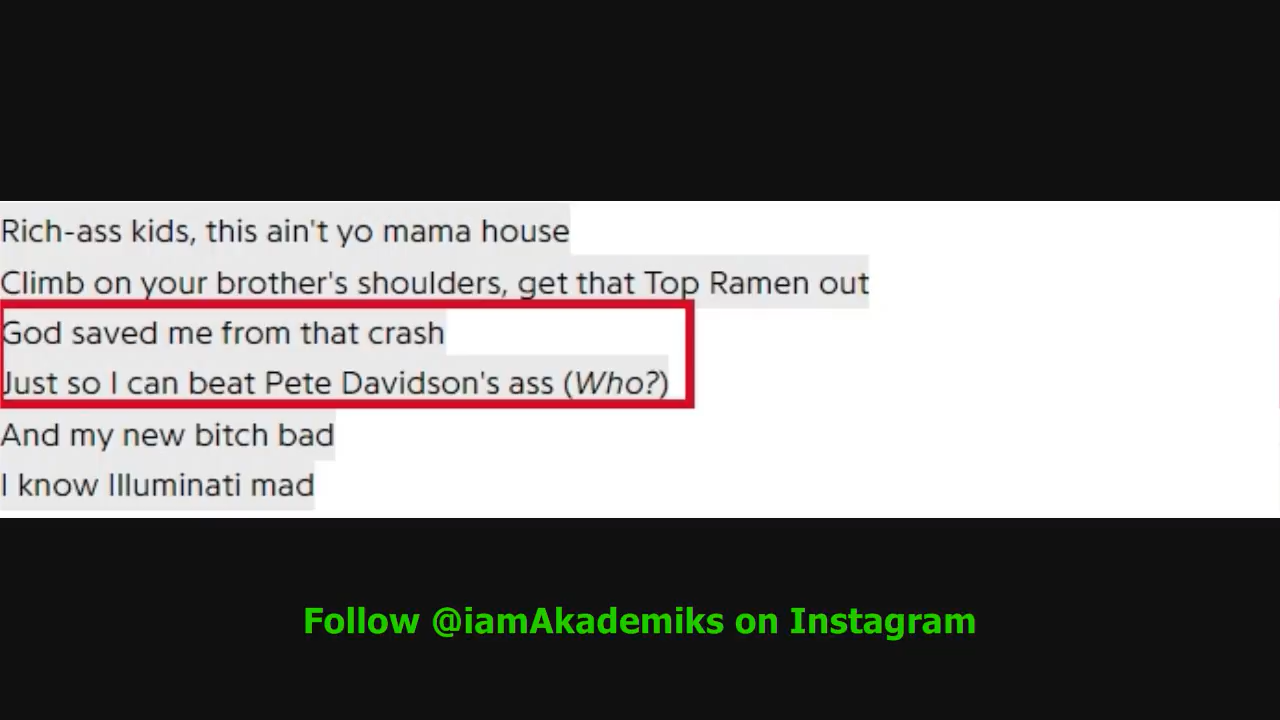 Rich-ass kids, this ain't yo mama house
Climb on your brother's shoulders, get that Top Ramen out
God saved me from that crash
Just so I can beat Pete Davidson's ass (Who?)
And my new bitch bad
I know Illuminati mad
Follow @iamAkademiks on Instagram